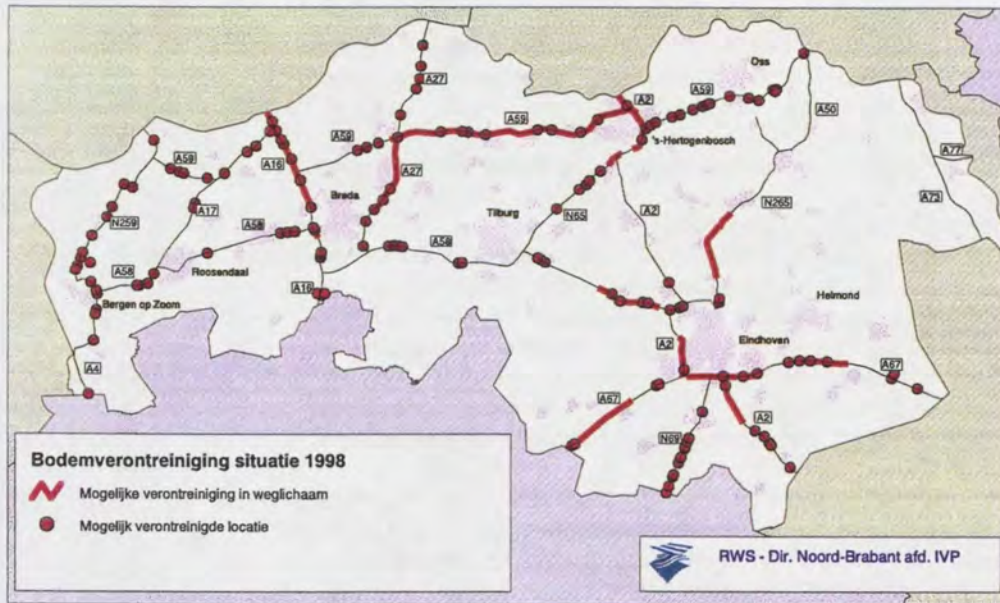 Oss
A27
A2
A59
A50
A59
A59
's-Hertogenbosch
A77
A59
A16
A27
A73
Breda
N265
A17
Tilburg
N65
A2
N259
A58
A58
Roosendaal
A58
A16
Helmond
Bergen op Zoom
Eindhoven
A2
A67
A4
A67
A2
N69
Bodemverontreiniging situatie 1998
Mogelijke verontreiniging in weglichaam
Mogelijk verontreinigde locatie
RWS - Dir. Noord-Brabant afd. IVP